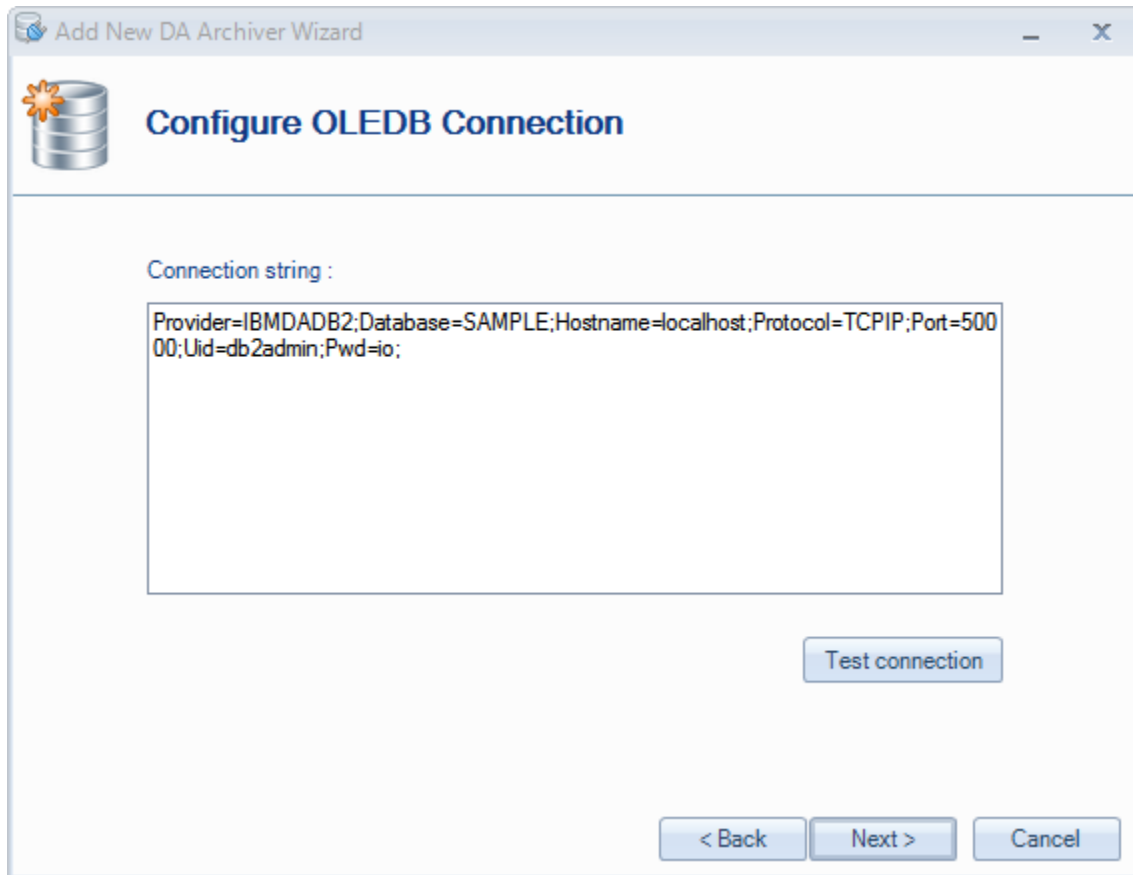 Add New DA Archiver Wizard
Configure OLEDB Connection
Connection string :
Provider=IBMDADB2;Database=SAMPLE;Hostname=localhost;Protocol=TCPIP;Port=500
00;Uid=db2admin;Pwd=io;
Test connection
< Back
Next >
Cancel